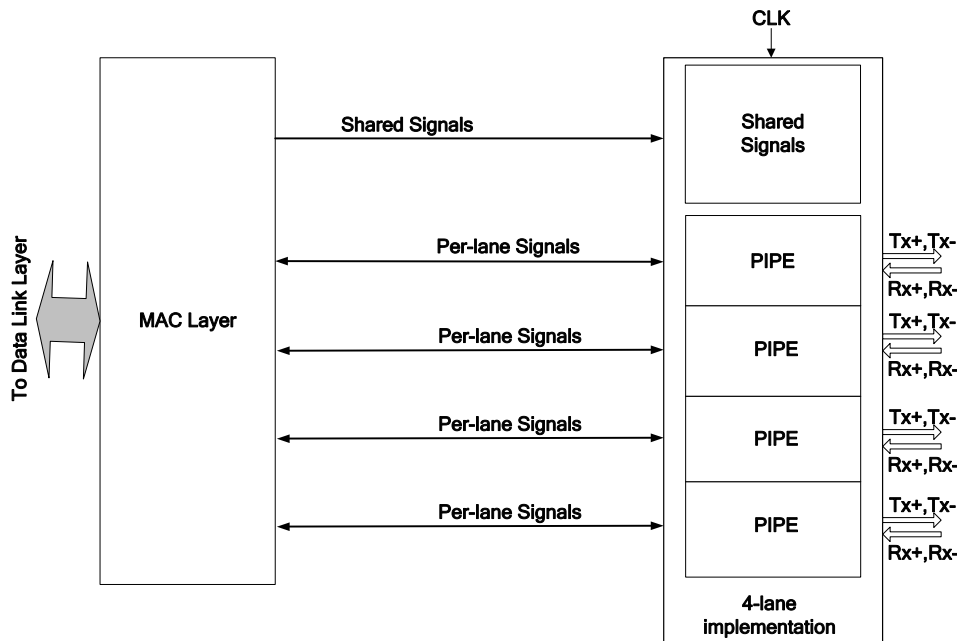 CLK
Shared Signals
Shared
Signals
Per-lane Signals
PIPE
Tx+,Tx-
Rx+,Rx-
To Data Link Layer
MAC Layer
Per-lane Signals
PIPE
Tx+,Tx-
Rx+,Rx-
Per-lane Signals
PIPE
Tx+,Tx-
Rx+,Rx-
Per-lane Signals
PIPE
Tx+,Tx-
Rx+,Rx-
4-lane
implementation